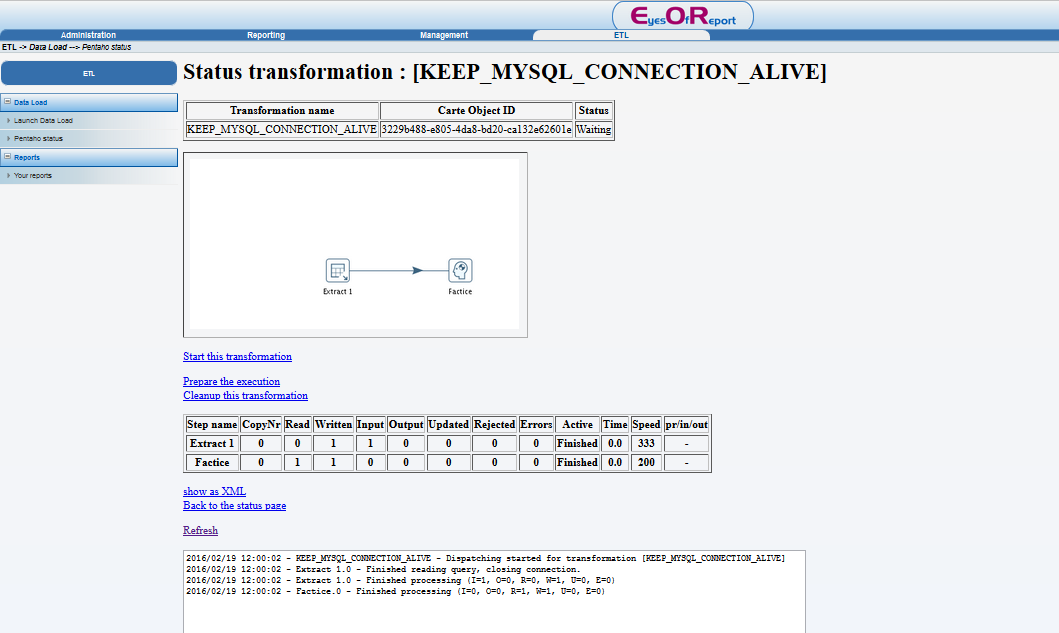 EyesOfReport
Administration Reporting Management ETL
ETL -> Data Load --> Pentaho status
ETL
Data Load
Launch Data Load
Pentaho status
Reports
Your reports
Status transformation : [KEEP_MYSQL_CONNECTION_ALIVE]
Transformation name Carte Object ID Status
KEEP_MYSQL_CONNECTION_ALIVE 3229b488-e805-4da8-bd20-ca132e62601e Waiting
Extract 1 Factice
Start this transformation
Prepare the execution
Cleanup this transformation
Step name CopyNr Read Written Input Output Updated Rejected Errors Active Time Speed pr/in/out
Extract 1 0 0 1 1 0 0 0 0 Finished 0.0 333 -
Factice 0 1 1 0 0 0 0 0 Finished 0.0 200 -
show as XML
Back to the status page
Refresh
2016/02/19 12:00:02 - KEEP_MYSQL_CONNECTION_ALIVE - Dispatching started for transformation [KEEP_MYSQL_CONNECTION_ALIVE]
2016/02/19 12:00:02 - Extract 1.0 - Finished reading query, closing connection.
2016/02/19 12:00:02 - Extract 1.0 - Finished processing (I=1, O=0, R=0, W=1, U=0, E=0)
2016/02/19 12:00:02 - Factice.0 - Finished processing (I=0, O=0, R=1, W=1, U=0, E=0)